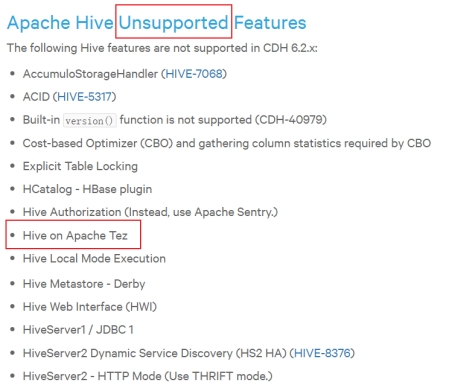 Apache Hive Unsupported Features
The following Hive features are not supported in CDH 6.2.x:
• AccumuloStorageHandler (HIVE-7068)
• ACID (HIVE-5317)
• Built-in version() function is not supported (CDH-40979)
• Cost-based Optimizer (CBO) and gathering column statistics required by CBO
• Explicit Table Locking
• HCatalog - HBase plugin
• Hive Authorization (Instead, use Apache Sentry.)
• Hive on Apache Tez
• Hive Local Mode Execution
• Hive Metastore - Derby
• Hive Web Interface (HWI)
• HiveServer1 / JDBC 1
• HiveServer2 Dynamic Service Discovery (HS2 HA) (HIVE-8376)
• HiveServer2 - HTTP Mode (Use THRIFT mode.)